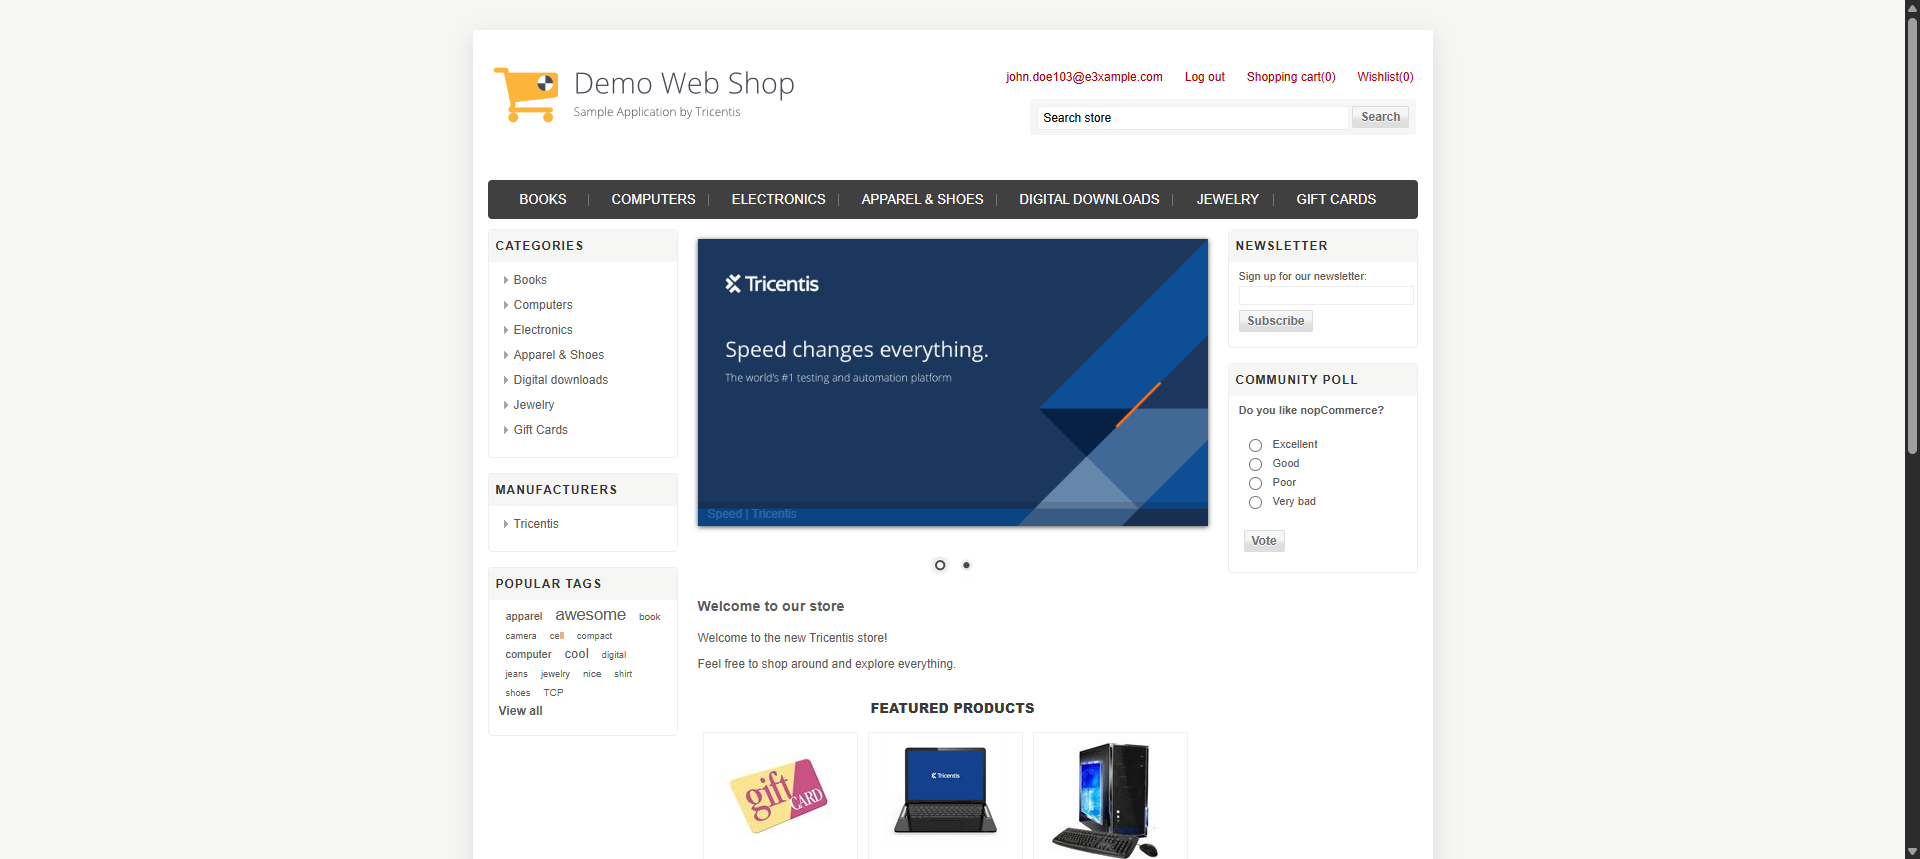 Demo Web Shop
Sample Application by Tricentis
john.doe103@e3xample.com Log out Shopping cart(0) Wishlist(0)
Search store Search
BOOKS COMPUTERS ELECTRONICS APPAREL & SHOES DIGITAL DOWNLOADS JEWELRY GIFT CARDS
CATEGORIES
Books
Computers
Electronics
Apparel & Shoes
Digital downloads
Jewelry
Gift Cards
MANUFACTURERS
Tricentis
POPULAR TAGS
apparel awesome book
camera cell compact
computer cool digital
jeans jewelry nice shirt
shoes TCP
View all
Tricentis
Speed changes everything.
The world's #1 testing and automation platform
Speed | Tricentis
Welcome to our store
Welcome to the new Tricentis store!
Feel free to shop around and explore everything.
FEATURED PRODUCTS
gift CARD
Tricentis
NEWSLETTER
Sign up for our newsletter:
Subscribe
COMMUNITY POLL
Do you like nopCommerce?
Excellent
Good
Poor
Very bad
Vote